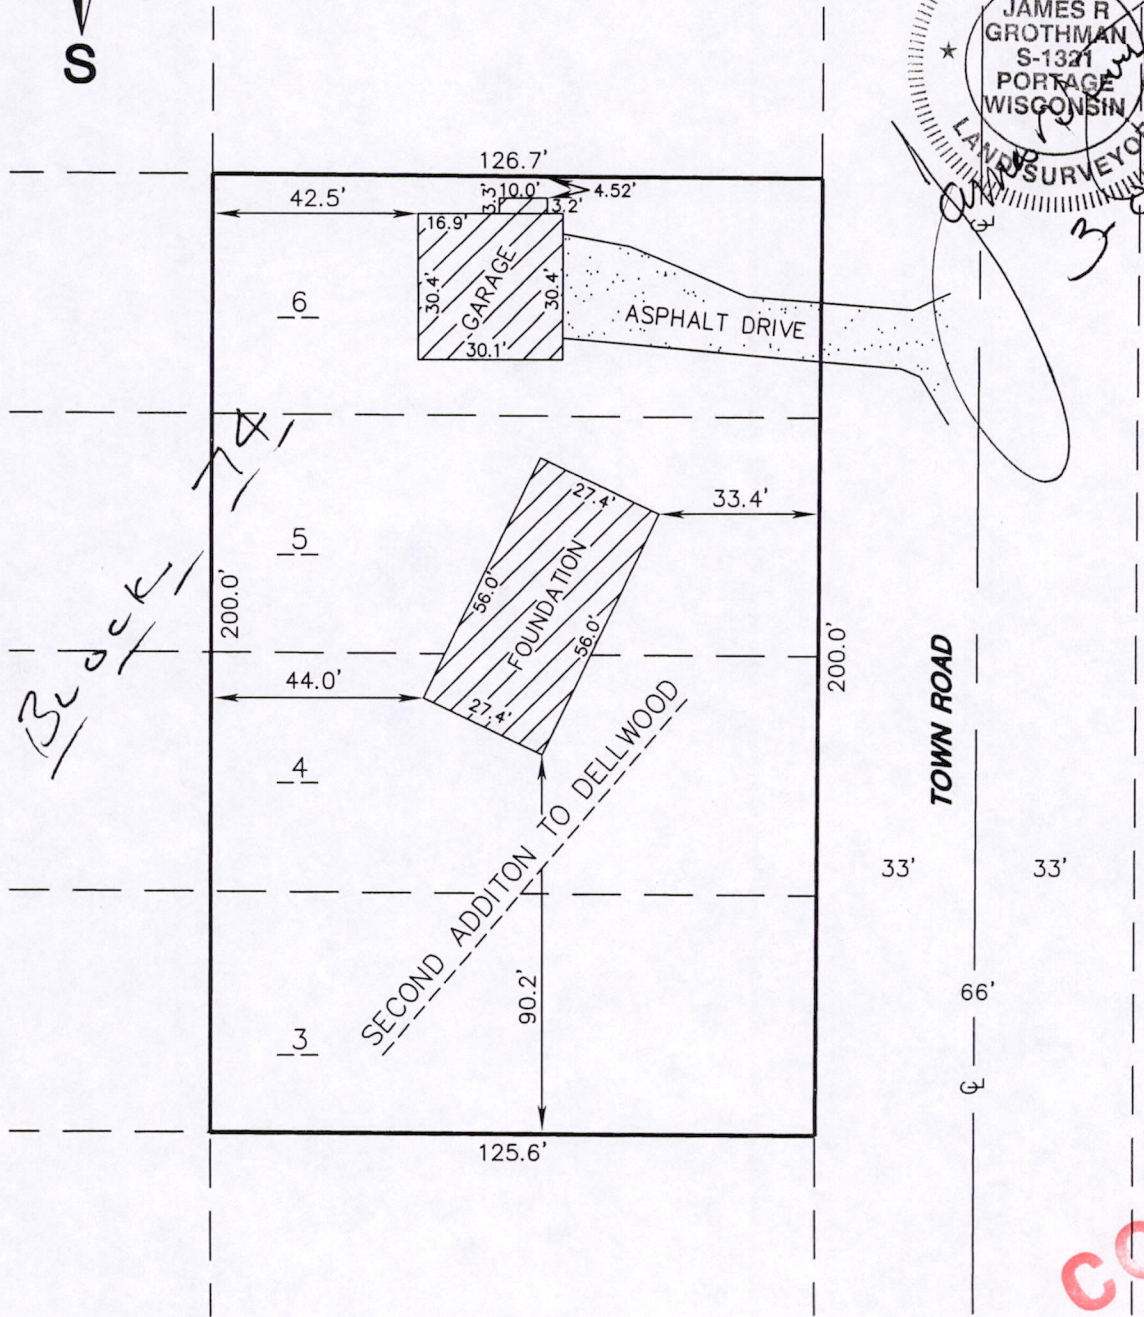 S
JAMES R
GROTHMAN
S-1321
PORTAGE
WISCONSIN
LAND SURVEYOR
126.7'
42.5'
3.3'
10.0'
4.52'
3.2'
16.9'
30.4'
GARAGE
30.4'
30.1'
ASPHALT DRIVE
6
Block 74,
27.4'
33.4'
5
56.0'
FOUNDATION
56.0'
200.0'
200.0'
44.0'
27.4'
4
SECOND ADDITON TO DELLWOOD
TOWN ROAD
33'
33'
90.2'
66'
3
125.6'